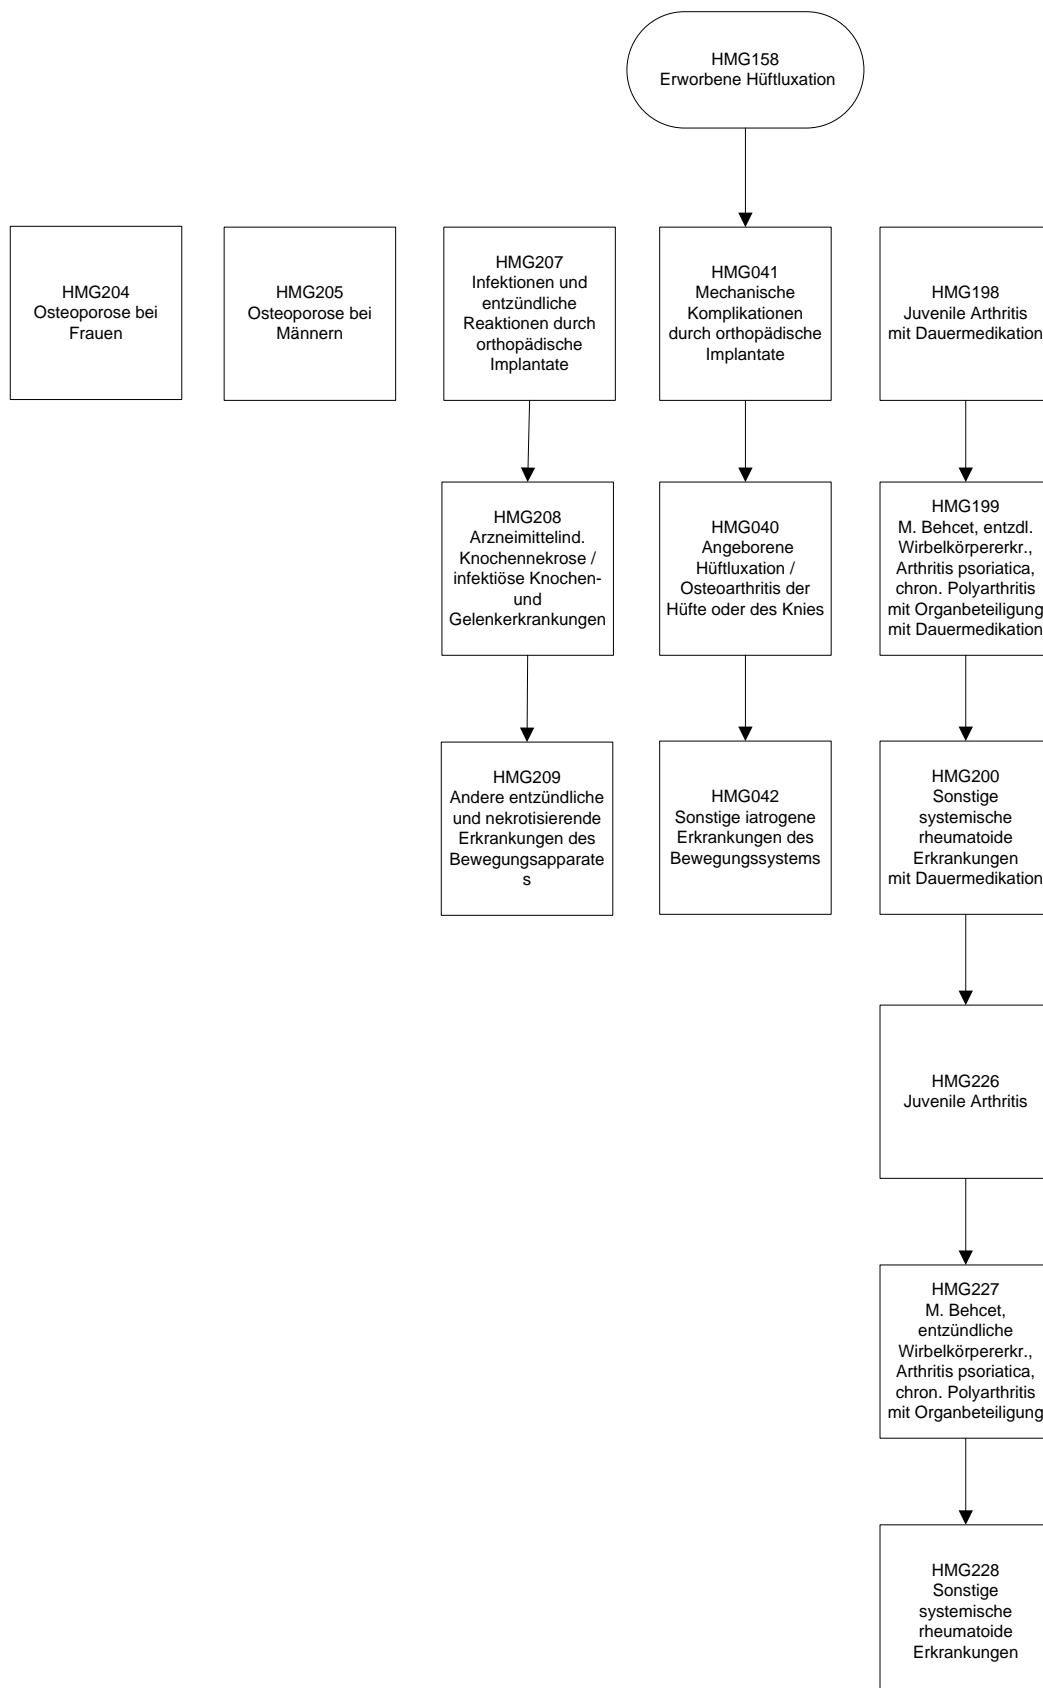 HMG158
Erworbene Hüftluxation
HMG204
Osteoporose bei
Frauen
HMG205
Osteoporose bei
Männern
HMG207
Infektionen und
entzündliche
Reaktionen durch
orthopädische
Implantate
HMG041
Mechanische
Komplikationen
durch orthopädische
Implantate
HMG198
Juvenile Arthritis
mit Dauermedikation
HMG208
Arzneimittelind.
Knochennekrose /
infektiöse Knochen-
und
Gelenkerkrankungen
HMG040
Angeborene
Hüftluxation /
Osteoarthritis der
Hüfte oder des Knies
HMG199
M. Behcet, entzdl.
Wirbelkörpererkr.,
Arthritis psoriatica,
chron. Polyarthritis
mit Organbeteiligung
mit Dauermedikation
HMG209
Andere entzündliche
und nekrotisierende
Erkrankungen des
Bewegungsapparate
s
HMG042
Sonstige iatrogene
Erkrankungen des
Bewegungssystems
HMG200
Sonstige
systemische
rheumatoide
Erkrankungen
mit Dauermedikation
HMG226
Juvenile Arthritis
HMG227
M. Behcet,
entzündliche
Wirbelkörpererkr.,
Arthritis psoriatica,
chron. Polyarthritis
mit Organbeteiligung
HMG228
Sonstige
systemische
rheumatoide
Erkrankungen